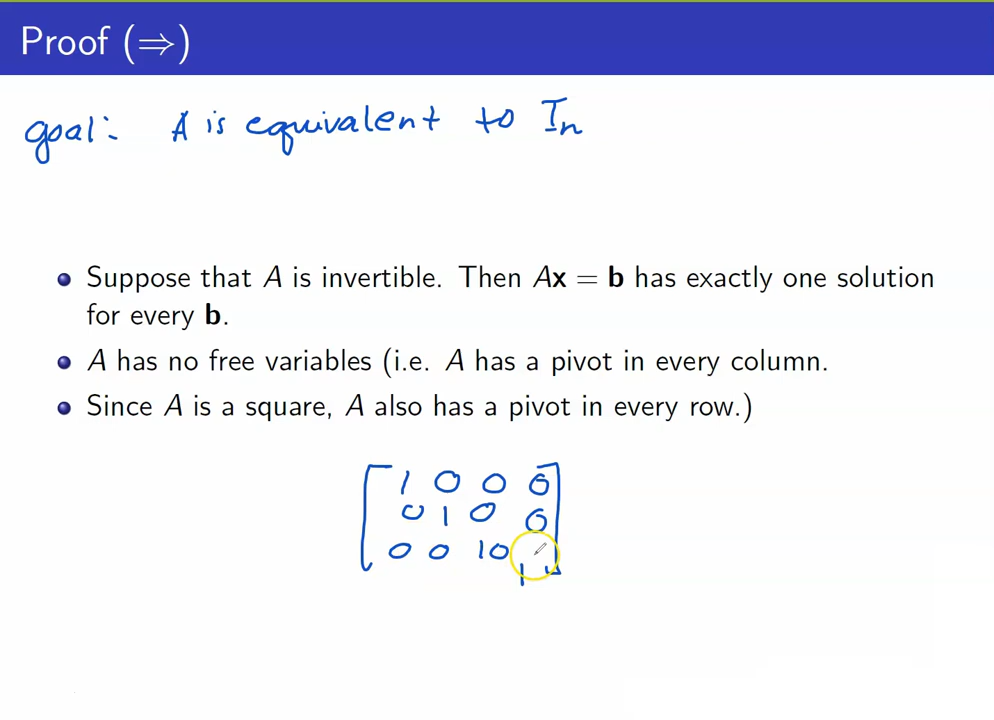 Proof (⇒)
goal: A is equivalent to Iₙ
Suppose that A is invertible. Then Ax = b has exactly one solution
for every b.
A has no free variables (i.e. A has a pivot in every column.
Since A is a square, A also has a pivot in every row.)
1 0 0 0
0 1 0 0
0 0 1 0
1